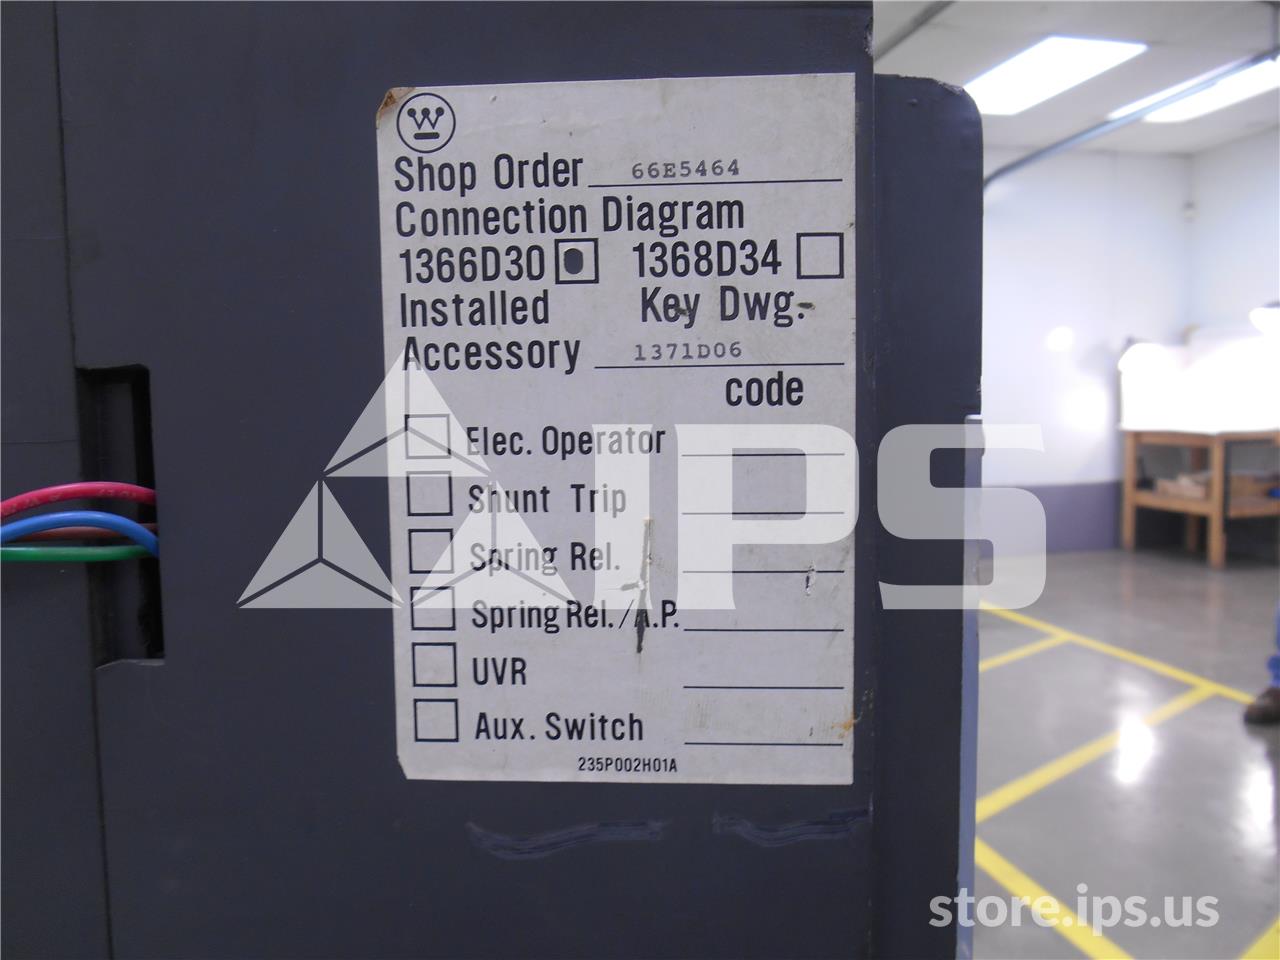 W
Shop Order 66E5464
Connection Diagram
1366D30 1368D34
Installed Key Dwg.
Accessory 1371D06
code
Elec. Operator
Shunt Trip
Spring Rel.
Spring Rel./A.P.
UVR
Aux. Switch
235P002H01A
IPS
store.ips.us